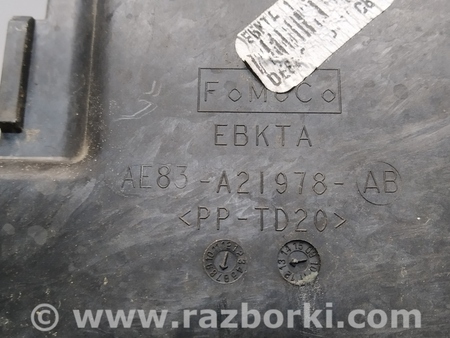 FoMoCo
EBKTA
AE83-A21978-AB
<PP-TD20>
www.razborki.com